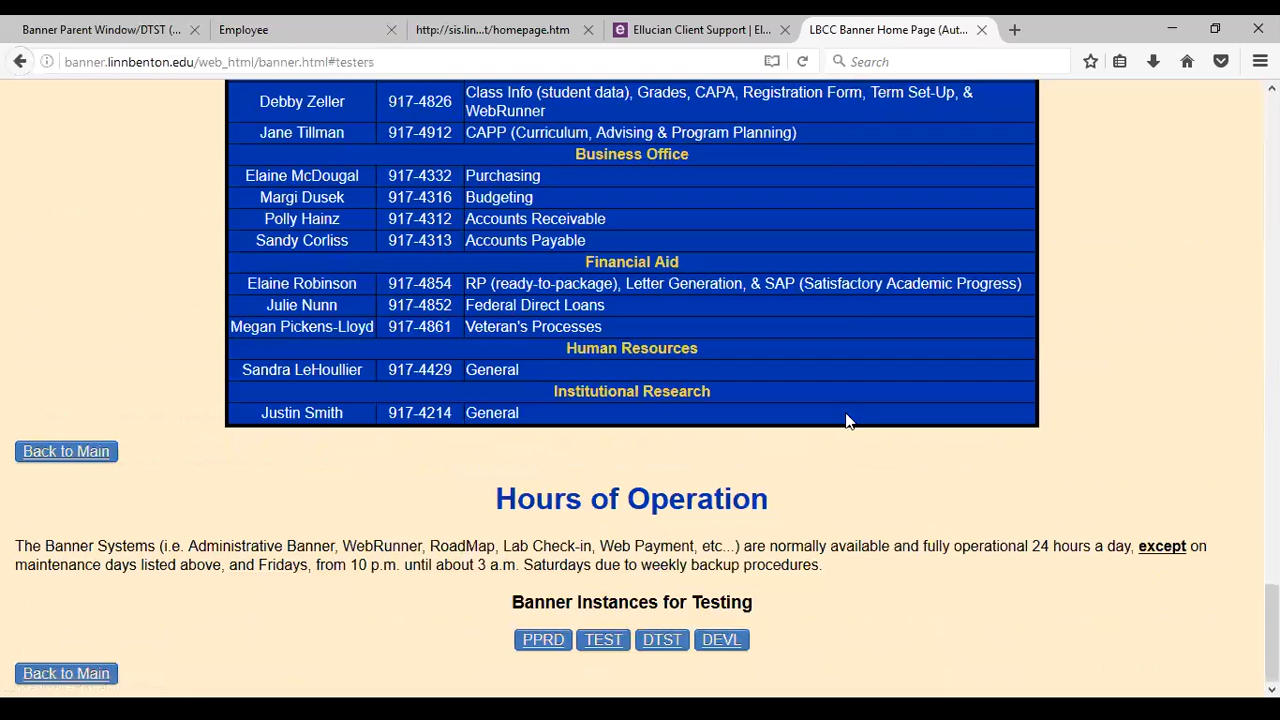 Banner Parent Window/DTST (...
Employee
http://sis.lin...t/homepage.htm
Ellucian Client Support | El...
LBCC Banner Home Page (Aut...
banner.linnbenton.edu/web_html/banner.html#testers
Search
Debby Zeller 917-4826 Class Info (student data), Grades, CAPA, Registration Form, Term Set-Up, &
WebRunner
Jane Tillman 917-4912 CAPP (Curriculum, Advising & Program Planning)
Business Office
Elaine McDougal 917-4332 Purchasing
Margi Dusek 917-4316 Budgeting
Polly Hainz 917-4312 Accounts Receivable
Sandy Corliss 917-4313 Accounts Payable
Financial Aid
Elaine Robinson 917-4854 RP (ready-to-package), Letter Generation, & SAP (Satisfactory Academic Progress)
Julie Nunn 917-4852 Federal Direct Loans
Megan Pickens-Lloyd 917-4861 Veteran's Processes
Human Resources
Sandra LeHoullier 917-4429 General
Institutional Research
Justin Smith 917-4214 General
Back to Main
Hours of Operation
The Banner Systems (i.e. Administrative Banner, WebRunner, RoadMap, Lab Check-in, Web Payment, etc...) are normally available and fully operational 24 hours a day, except on
maintenance days listed above, and Fridays, from 10 p.m. until about 3 a.m. Saturdays due to weekly backup procedures.
Banner Instances for Testing
PPRD TEST DTST DEVL
Back to Main